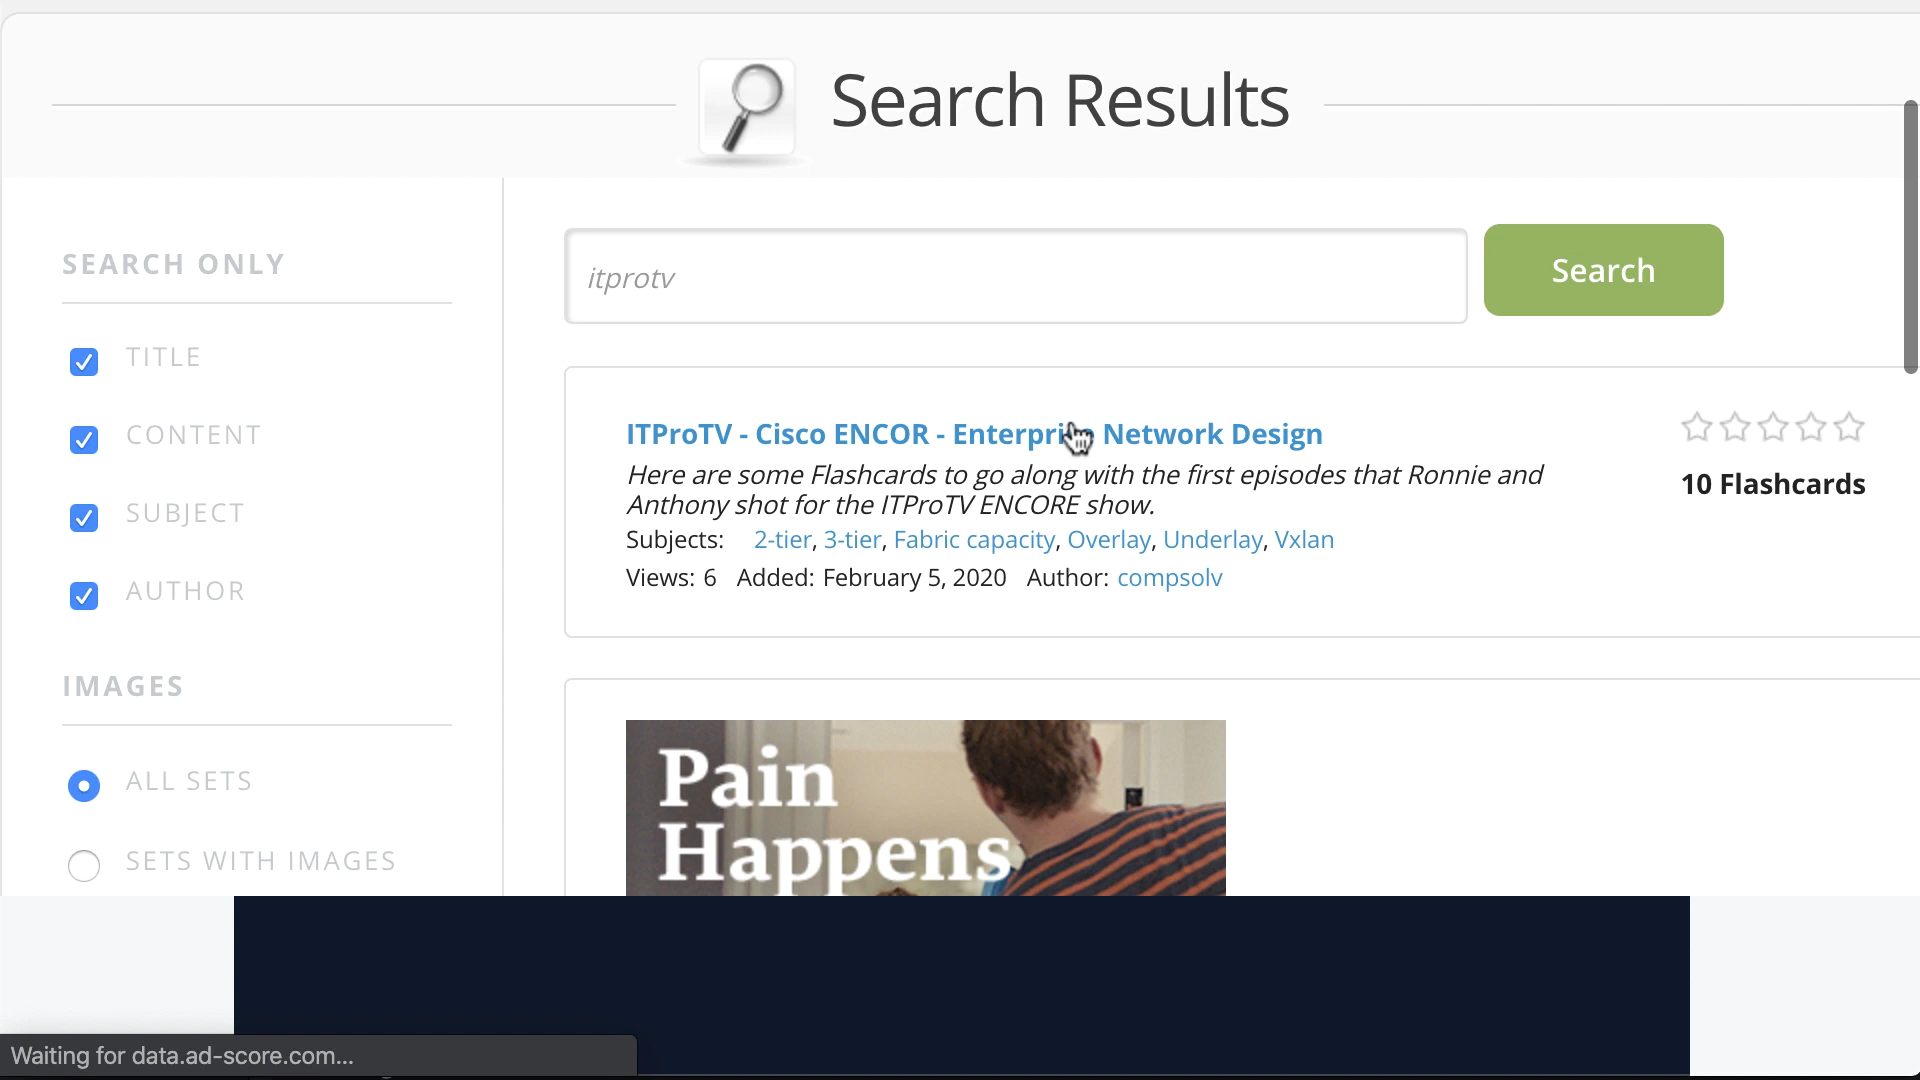 Search Results
SEARCH ONLY
TITLE
CONTENT
SUBJECT
AUTHOR
IMAGES
ALL SETS
SETS WITH IMAGES
itprotv
Search
ITProTV - Cisco ENCOR - Enterprise Network Design
Here are some Flashcards to go along with the first episodes that Ronnie and
Anthony shot for the ITProTV ENCORE show.
Subjects: 2-tier, 3-tier, Fabric capacity, Overlay, Underlay, Vxlan
Views: 6 Added: February 5, 2020 Author: compsolv
10 Flashcards
Pain
Happens
Waiting for data.ad-score.com...